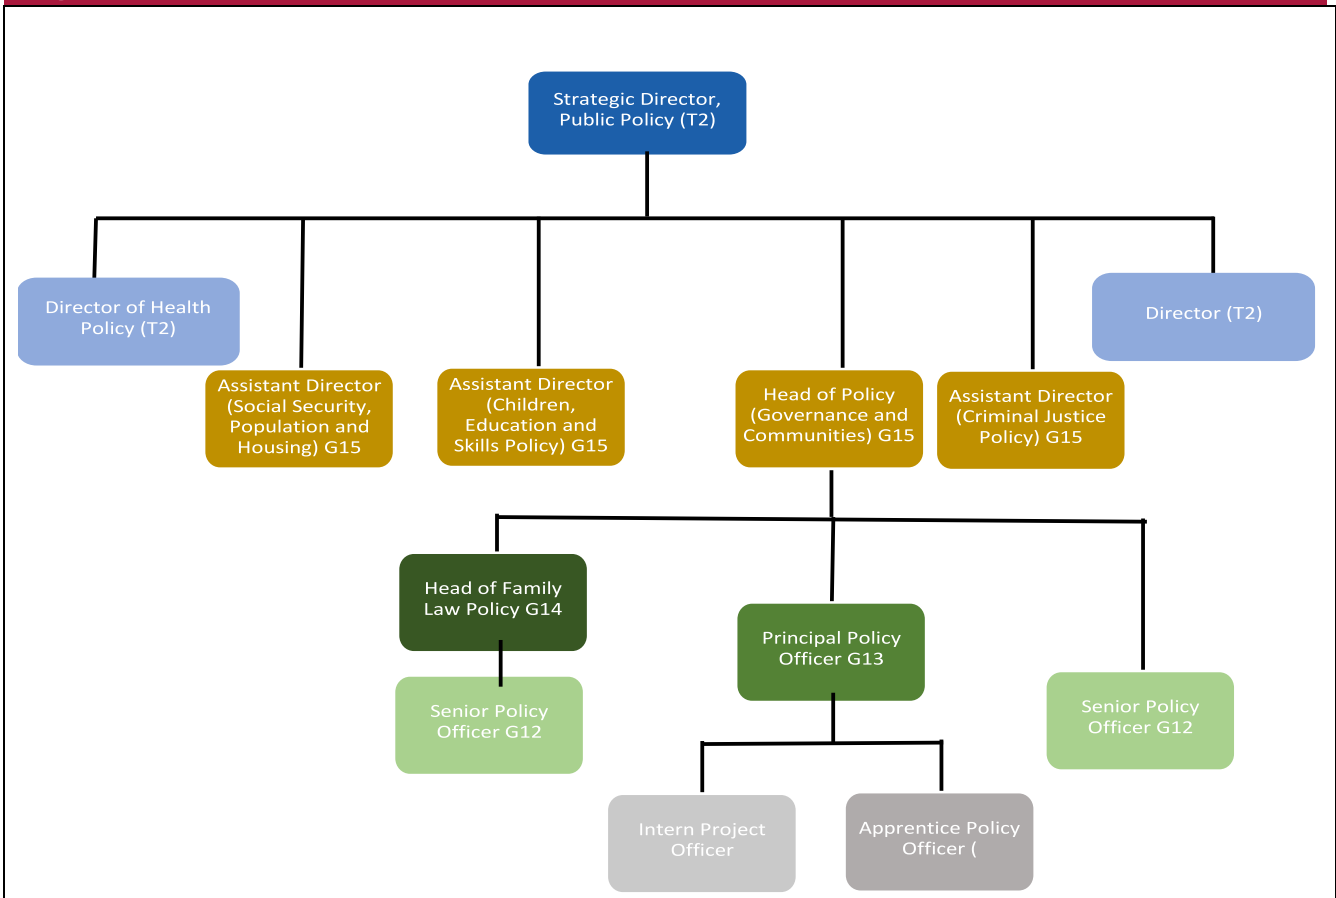 Strategic Director,
Public Policy (T2)
Director of Health
Policy (T2)
Director (T2)
Assistant Director
(Social Security,
Population and
Housing) G15
Assistant Director
(Children,
Education and
Skills Policy) G15
Head of Policy
(Governance and
Communities) G15
Assistant Director
(Criminal Justice
Policy) G15
Head of Family
Law Policy G14
Principal Policy
Officer G13
Senior Policy
Officer G12
Senior Policy
Officer G12
Intern Project
Officer
Apprentice Policy
Officer (